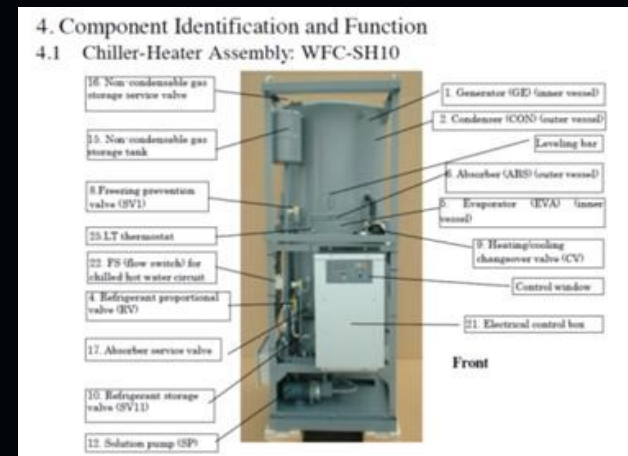 4. Component Identification and Function
4.1 Chiller-Heater Assembly: WFC-SH10
16. Non-condensable gas
storage service valve
15. Non-condensable gas
storage tank
8.Freezing prevention
valve (SV1)
25.LT thermostat
22. FS (flow switch) for
chilled hot water circuit
4. Refrigerant proportional
valve (RV)
17. Absorber service valve
10. Refrigerant storage
valve (SV11)
12. Solution pump (SP)
1. Generator (GE) (inner vessel)
2. Condenser (CON) (outer vessel)
Leveling bar
6. Absorber (ABS) (outer vessel)
5. Evaporator (EVA) (inner
vessel)
9. Heating/cooling
changeover valve (CV)
Control window
21. Electrical control box
Front